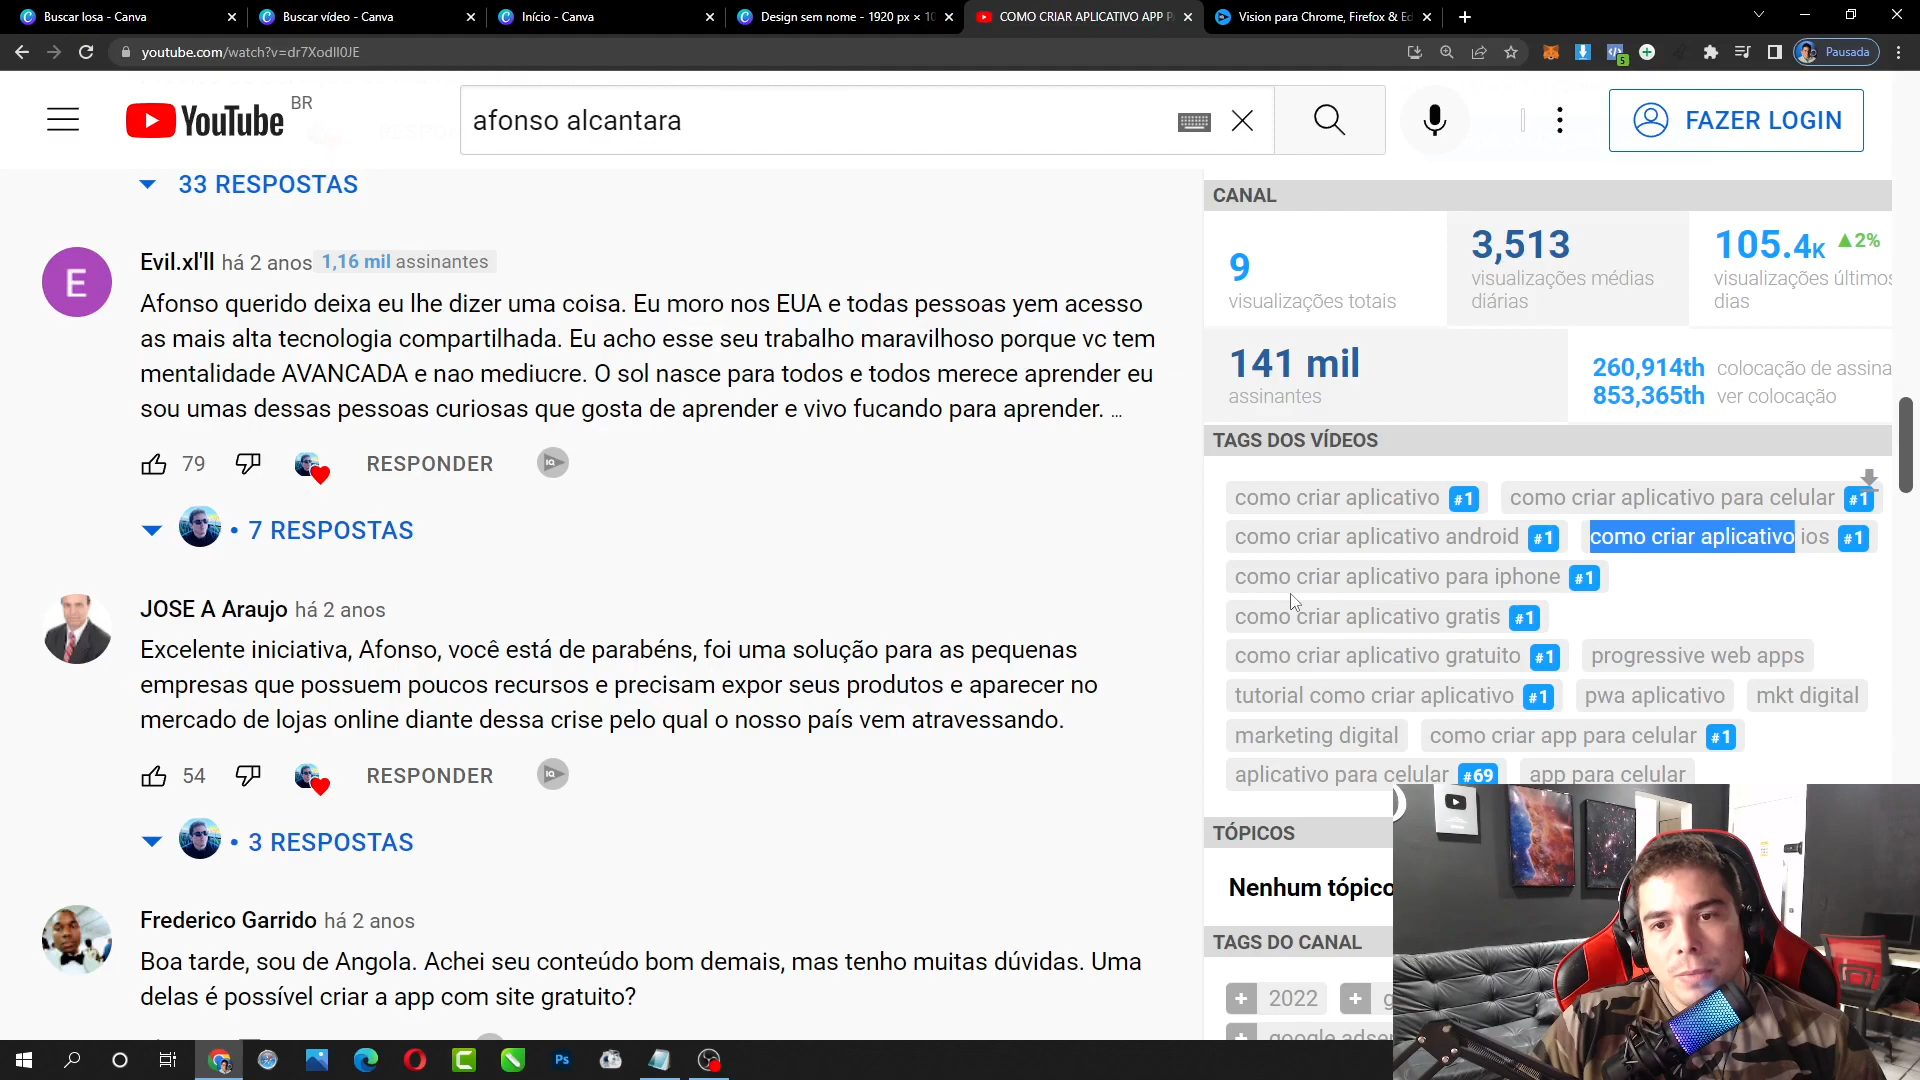 Buscar losa - Canva
Buscar vídeo - Canva
Início - Canva
Design sem nome - 1920 px × 10
COMO CRIAR APLICATIVO APP P
Vision para Chrome, Firefox & Ed
youtube.com/watch?v=dr7Xodll0JE
5
Pausada
YouTube BR
afonso alcantara
FAZER LOGIN
33 RESPOSTAS
Evil.xl'll há 2 anos 1,16 mil assinantes
Afonso querido deixa eu lhe dizer uma coisa. Eu moro nos EUA e todas pessoas yem acesso
as mais alta tecnologia compartilhada. Eu acho esse seu trabalho maravilhoso porque vc tem
mentalidade AVANCADA e nao mediucre. O sol nasce para todos e todos merece aprender eu
sou umas dessas pessoas curiosas que gosta de aprender e vivo fucando para aprender. ...
79
RESPONDER
IQ
• 7 RESPOSTAS
JOSE A Araujo há 2 anos
Excelente iniciativa, Afonso, você está de parabéns, foi uma solução para as pequenas
empresas que possuem poucos recursos e precisam expor seus produtos e aparecer no
mercado de lojas online diante dessa crise pelo qual o nosso país vem atravessando.
54
RESPONDER
IQ
• 3 RESPOSTAS
Frederico Garrido há 2 anos
Boa tarde, sou de Angola. Achei seu conteúdo bom demais, mas tenho muitas dúvidas. Uma
delas é possível criar a app com site gratuito?
CANAL
9
visualizações totais
3,513
visualizações médias
diárias
105.4K ▲2%
visualizações últimos
dias
141 mil
assinantes
260,914th colocação de assina
853,365th ver colocação
TAGS DOS VÍDEOS
como criar aplicativo #1 como criar aplicativo para celular #1
como criar aplicativo android #1 como criar aplicativo ios #1
como criar aplicativo para iphone #1
como criar aplicativo gratis #1
como criar aplicativo gratuito #1 progressive web apps
tutorial como criar aplicativo #1 pwa aplicativo mkt digital
marketing digital como criar app para celular #1
aplicativo para celular #69 app para celular
TÓPICOS
Nenhum tópico
TAGS DO CANAL
+ 2022 + g
+ google adser
Ps